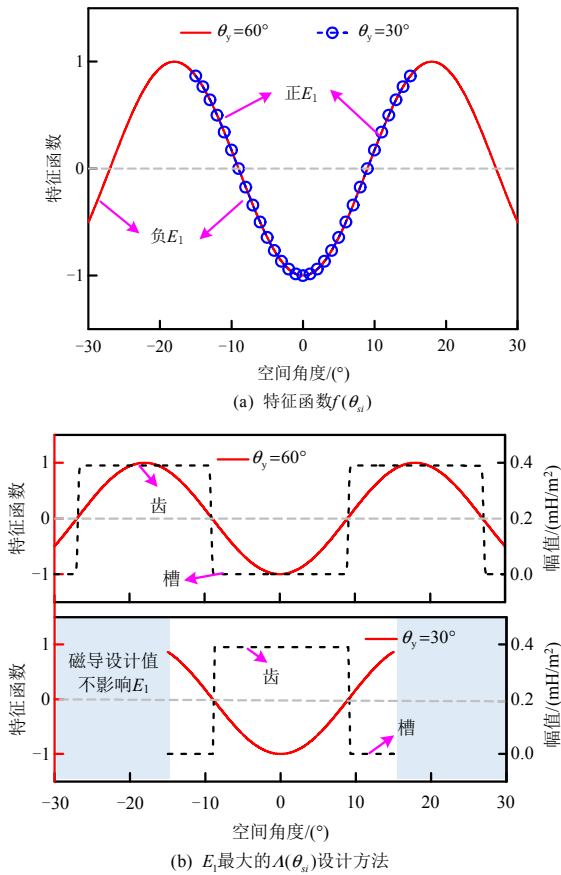 θy=60° θy=30°
特征函数
1
0
−1
正E1
负E1
−30 −20 −10 0 10 20 30
空间角度/(°)
(a) 特征函数f(θsi)
θy=60°
特征函数
1
0
−1
齿
槽
0.4
0.2
0.0
幅值/(mH/m²)
θy=30°
特征函数
1
0
−1
磁导设计值
不影响E1
齿
槽
0.4
0.2
0.0
幅值/(mH/m²)
−30 −20 −10 0 10 20 30
空间角度/(°)
(b) E1最大的Λ(θsi)设计方法